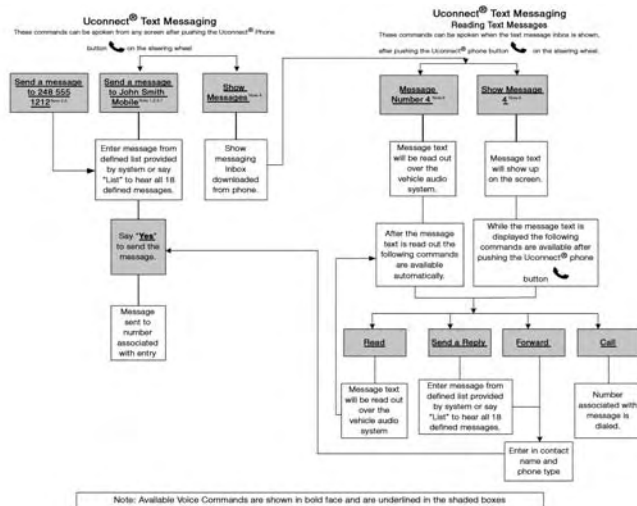 Uconnect® Text Messaging
These commands can be spoken from any screen after pushing the Uconnect® Phone
button on the steering wheel
Send a message
to 248 555
1212
Send a message
to John Smith
Mobile
Show
Messages
Enter message from
defined list provided
by system or say
"List" to hear all 18
defined messages.
Show
messaging
inbox
downloaded
from phone.
Say "Yes"
to send the
message.
Message
sent to
number
associated
with entry
Uconnect® Text Messaging
Reading Text Messages
These commands can be spoken when the text message inbox is shown,
after pushing the Uconnect® phone button on the steering wheel.
Message
Number 4
Show Message
4
Message text
will be read out
over the
vehicle audio
system.
Message text
will show up
on the screen.
After the message
text is read out the
following commands
are available
automatically.
While the message text is
displayed the following
commands are available after
pushing the Uconnect® phone
button
Read
Send a Reply
Forward
Call
Message text
will be read out
over the
vehicle audio
system
Enter message from
defined list provided
by system or say
"List" to hear all 18
defined messages.
Number
associated with
message is
dialed.
Enter in contact
name and
phone type
Note: Available Voice Commands are shown in bold face and are underlined in the shaded boxes